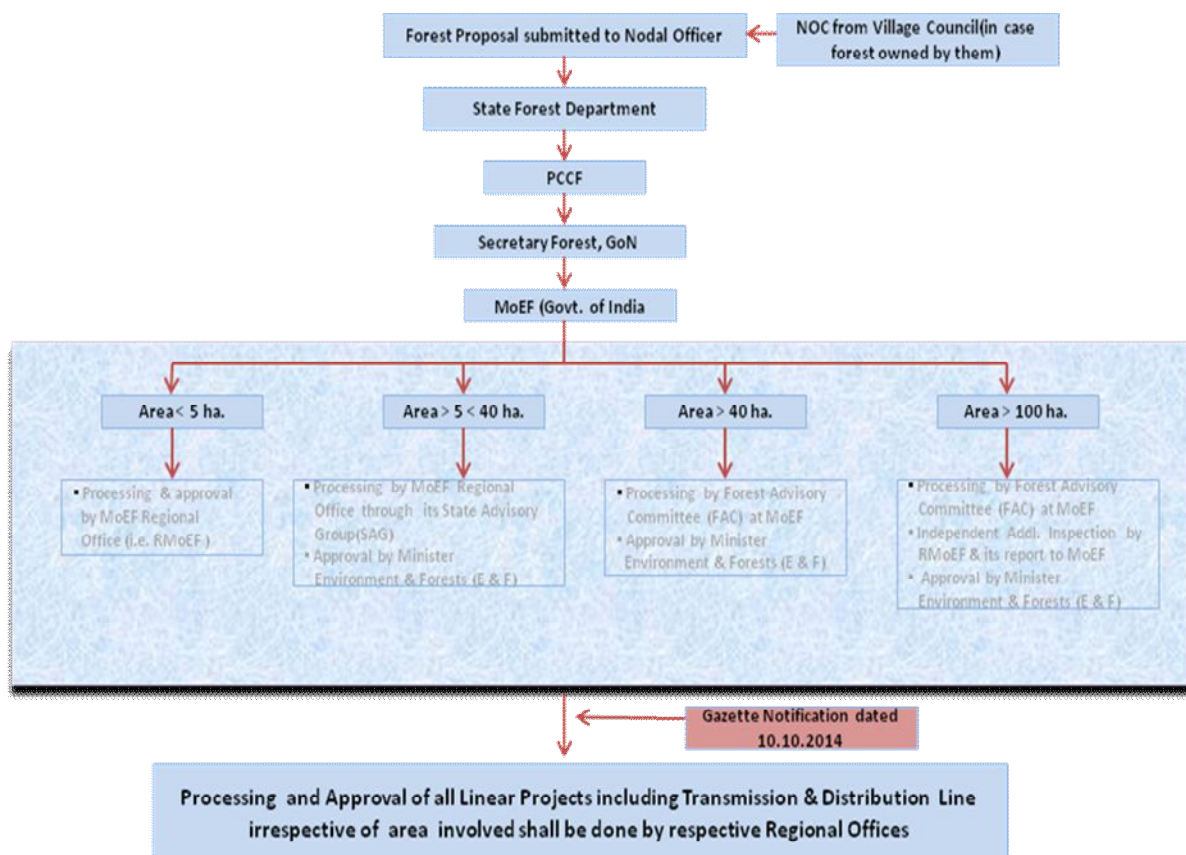 Forest Proposal submitted to Nodal Officer
NOC from Village Council(in case
forest owned by them)
State Forest Department
PCCF
Secretary Forest, GoN
MoEF (Govt. of India
Area < 5 ha.
Area > 5 < 40 ha.
Area > 40 ha.
Area > 100 ha.
▪ Processing & approval
by MoEF Regional
Office (i.e. RMoEF )
▪ Processing by MoEF Regional
Office through its State Advisory
Group(SAG)
▪ Approval by Minister
Environment & Forests (E & F)
▪ Processing by Forest Advisory
Committee (FAC) at MoEF
▪ Approval by Minister
Environment & Forests (E & F)
▪ Processing by Forest Advisory
Committee (FAC) at MoEF
▪ Independent Addl. Inspection by
RMoEF & its report to MoEF
▪ Approval by Minister
Environment & Forests (E & F)
Gazette Notification dated
10.10.2014
Processing and Approval of all Linear Projects including Transmission & Distribution Line
irrespective of area involved shall be done by respective Regional Offices